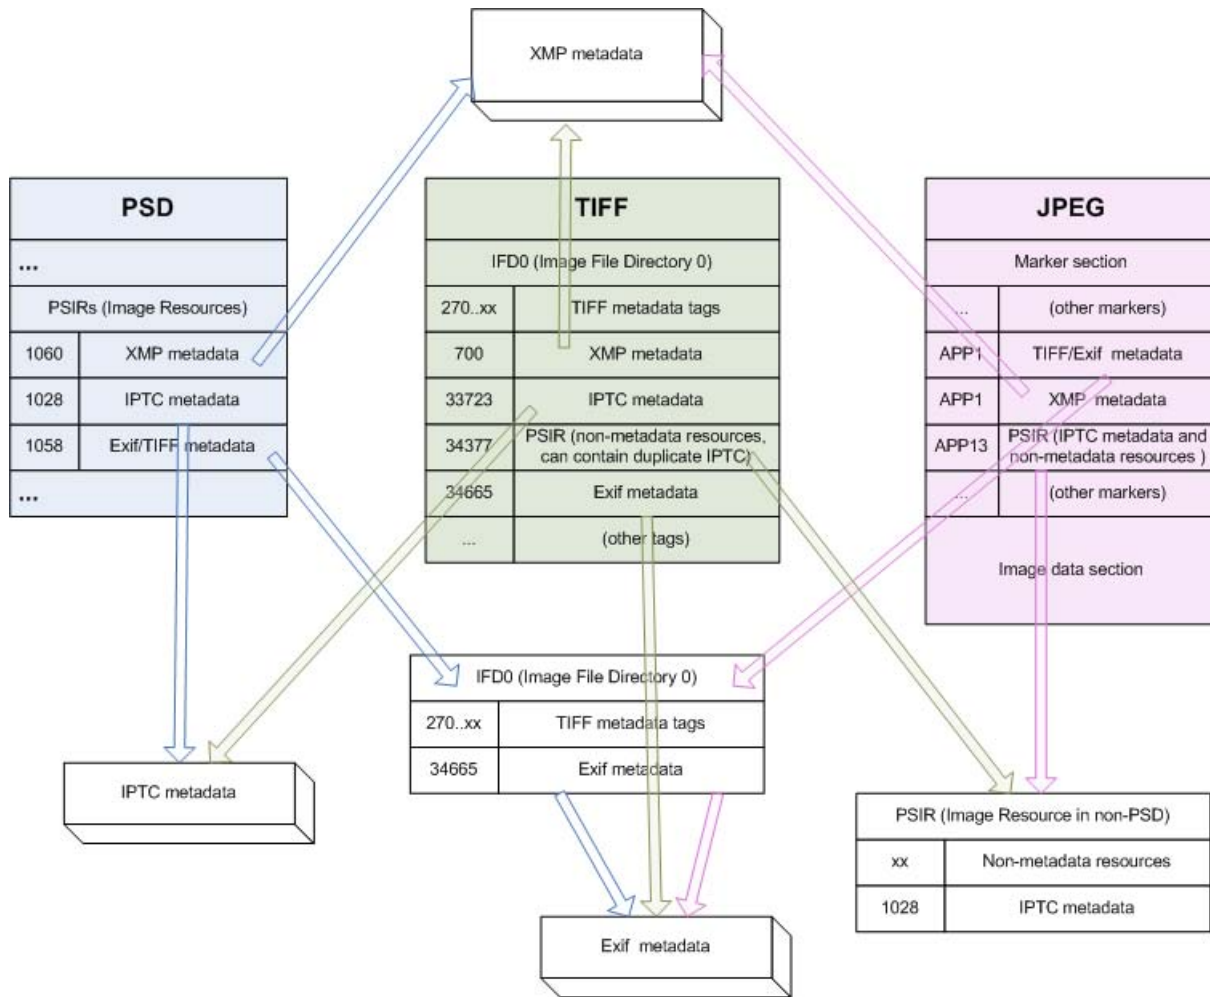 XMP metadata
PSD
...
PSIRs (Image Resources)
1060 XMP metadata
1028 IPTC metadata
1058 Exif/TIFF metadata
...
TIFF
IFD0 (Image File Directory 0)
270..xx TIFF metadata tags
700 XMP metadata
33723 IPTC metadata
34377 PSIR (non-metadata resources,
can contain duplicate IPTC)
34665 Exif metadata
... (other tags)
JPEG
Marker section
... (other markers)
APP1 TIFF/Exif metadata
APP1 XMP metadata
APP13 PSIR (IPTC metadata and
non-metadata resources )
... (other markers)
Image data section
IFD0 (Image File Directory 0)
270..xx TIFF metadata tags
34665 Exif metadata
IPTC metadata
PSIR (Image Resource in non-PSD)
xx Non-metadata resources
1028 IPTC metadata
Exif metadata